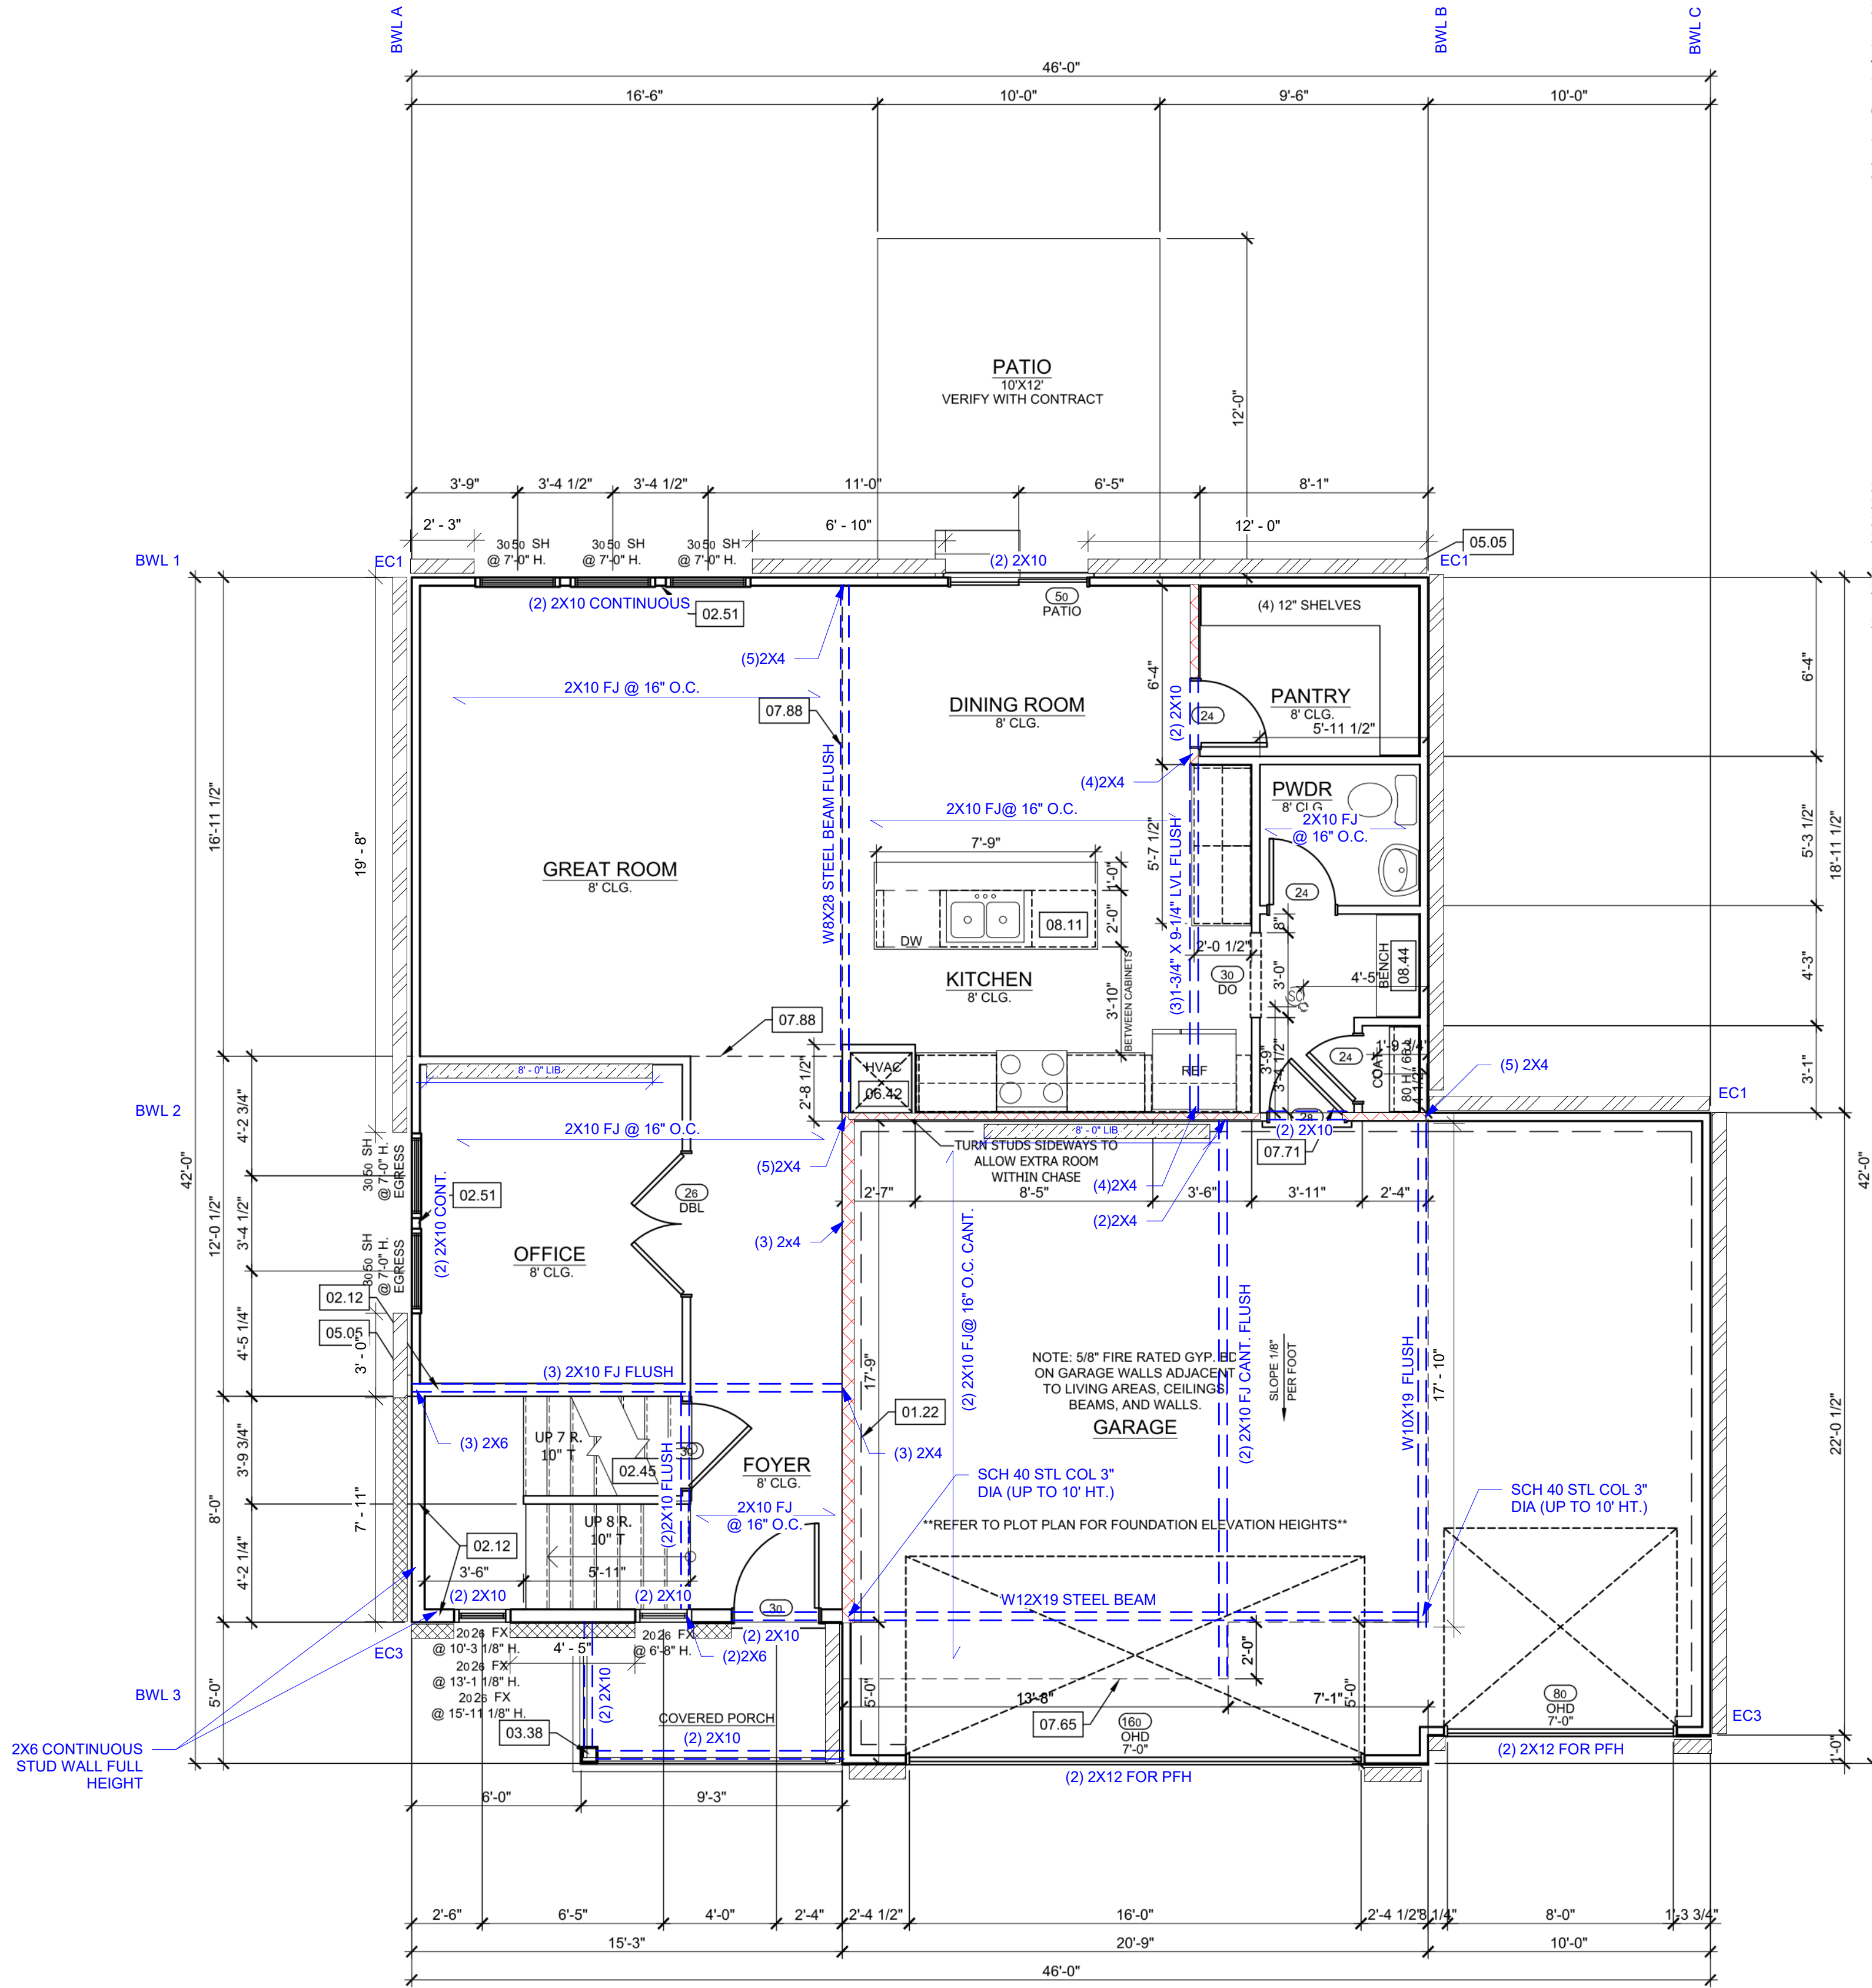 BWL A
BWL B
BWL C
46'-0"
16'-6"
10'-0"
9'-6"
10'-0"
PATIO
10'X12'
VERIFY WITH CONTRACT
12'-0"
3'-9"
3'-4 1/2"
3'-4 1/2"
11'-0"
6'-5"
8'-1"
2' - 3"
6' - 10"
12' - 0"
3050 SH
@ 7'-0" H.
3050 SH
@ 7'-0" H.
3050 SH
@ 7'-0" H.
05.05
BWL 1
EC1
(2) 2X10
EC1
(2) 2X10 CONTINUOUS
02.51
50
PATIO
(4) 12" SHELVES
(5)2X4
2X10 FJ @ 16" O.C.
07.88
DINING ROOM
8' CLG.
6'-4"
(2) 2X10
24
PANTRY
8' CLG.
5'-11 1/2"
6'-4"
W8X28 STEEL BEAM FLUSH
(4)2X4
PWDR
8' CLG
2X10 FJ
@ 16" O.C.
2X10 FJ@ 16" O.C.
16'-11 1/2"
19' - 8"
GREAT ROOM
8' CLG.
7'-9"
1'-0"
2'-0"
5'-7 1/2"
5'-3 1/2"
18'-11 1/2"
24
08.11
DW
(3)1-3/4" X 9-1/4" LVL FLUSH
2'-0 1/2"
8"
3'-0"
30
DO
BENCH
08.44
4'-5"
4'-3"
KITCHEN
8' CLG.
3'-10"
BETWEEN CABINETS
07.88
HVAC
06.42
2'-8 1/2"
REF
3'-9"
3'-4 1/2"
24
COAT
1'-9 3/4"
4 1/2"
3'-1"
(5) 2X4
EC1
8' - 0" LIB
BWL 2
4'-2 3/4"
2X10 FJ @ 16" O.C.
8' - 0" LIB
28
(2) 2X10
07.71
TURN STUDS SIDEWAYS TO
ALLOW EXTRA ROOM
WITHIN CHASE
(5)2X4
(4)2X4
2'-7"
8'-5"
3'-6"
3'-11"
2'-4"
(2)2X4
42'-0"
42'-0"
3050 SH
@ 7'-0" H.
EGRESS
02.51
26
DBL
(3) 2x4
12'-0 1/2"
3'-4 1/2"
(2) 2X10 CONT.
OFFICE
8' CLG.
3050 SH
@ 7'-0" H.
EGRESS
02.12
05.05
4'-5 1/4"
3' - 0"
(3) 2X10 FJ FLUSH
17'-9"
(2) 2X10 FJ@ 16" O.C. CANT.
(2) 2X10 FJ CANT. FLUSH
NOTE: 5/8" FIRE RATED GYP. BD
ON GARAGE WALLS ADJACENT
TO LIVING AREAS, CEILINGS,
BEAMS, AND WALLS.
GARAGE
SLOPE 1/8"
PER FOOT
W10X19 FLUSH
17' - 10"
22'-0 1/2"
01.22
(3) 2X6
UP 7 R.
10" T
02.45
30
FOYER
8' CLG.
(3) 2X4
3'-9 3/4"
(2)2X10 FLUSH
SCH 40 STL COL 3"
DIA (UP TO 10' HT.)
SCH 40 STL COL 3"
DIA (UP TO 10' HT.)
2X10 FJ
@ 16" O.C.
**REFER TO PLOT PLAN FOR FOUNDATION ELEVATION HEIGHTS**
8'-0"
7' - 11"
UP 8 R.
10" T
02.12
4'-2 1/4"
3'-6"
5'-11"
(2) 2X10
(2) 2X10
30
W12X19 STEEL BEAM
(2) 2X10
EC3
2026 FX
@ 10'-3 1/8" H.
2026 FX
@ 13'-1 1/8" H.
2026 FX
@ 15'-11 1/8" H.
4' - 5"
2026 FX
@ 6'-8" H.
(2)2X6
2'-0"
BWL 3
5'-0"
(2) 2X10
5'-0"
13'-8"
7'-1"
5'-0"
80
OHD
7'-0"
EC3
03.38
COVERED PORCH
(2) 2X10
07.65
160
OHD
7'-0"
2X6 CONTINUOUS
STUD WALL FULL
HEIGHT
(2) 2X12 FOR PFH
(2) 2X12 FOR PFH
1'-0"
6'-0"
9'-3"
2'-6"
6'-5"
4'-0"
2'-4"
2'-4 1/2"
16'-0"
2'-4 1/2"
8 1/4"
8'-0"
1'-3 3/4"
15'-3"
20'-9"
10'-0"
46'-0"